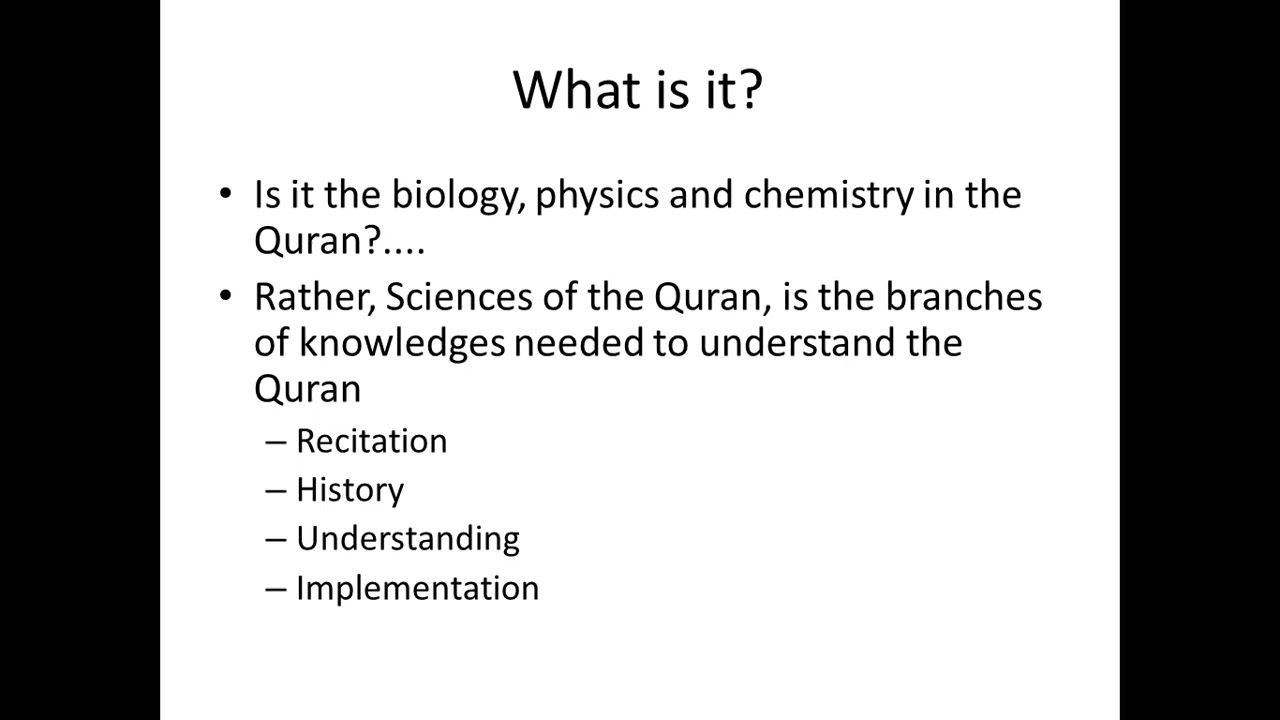 What is it?
• Is it the biology, physics and chemistry in the
Quran?....
• Rather, Sciences of the Quran, is the branches
of knowledges needed to understand the
Quran
– Recitation
– History
– Understanding
– Implementation